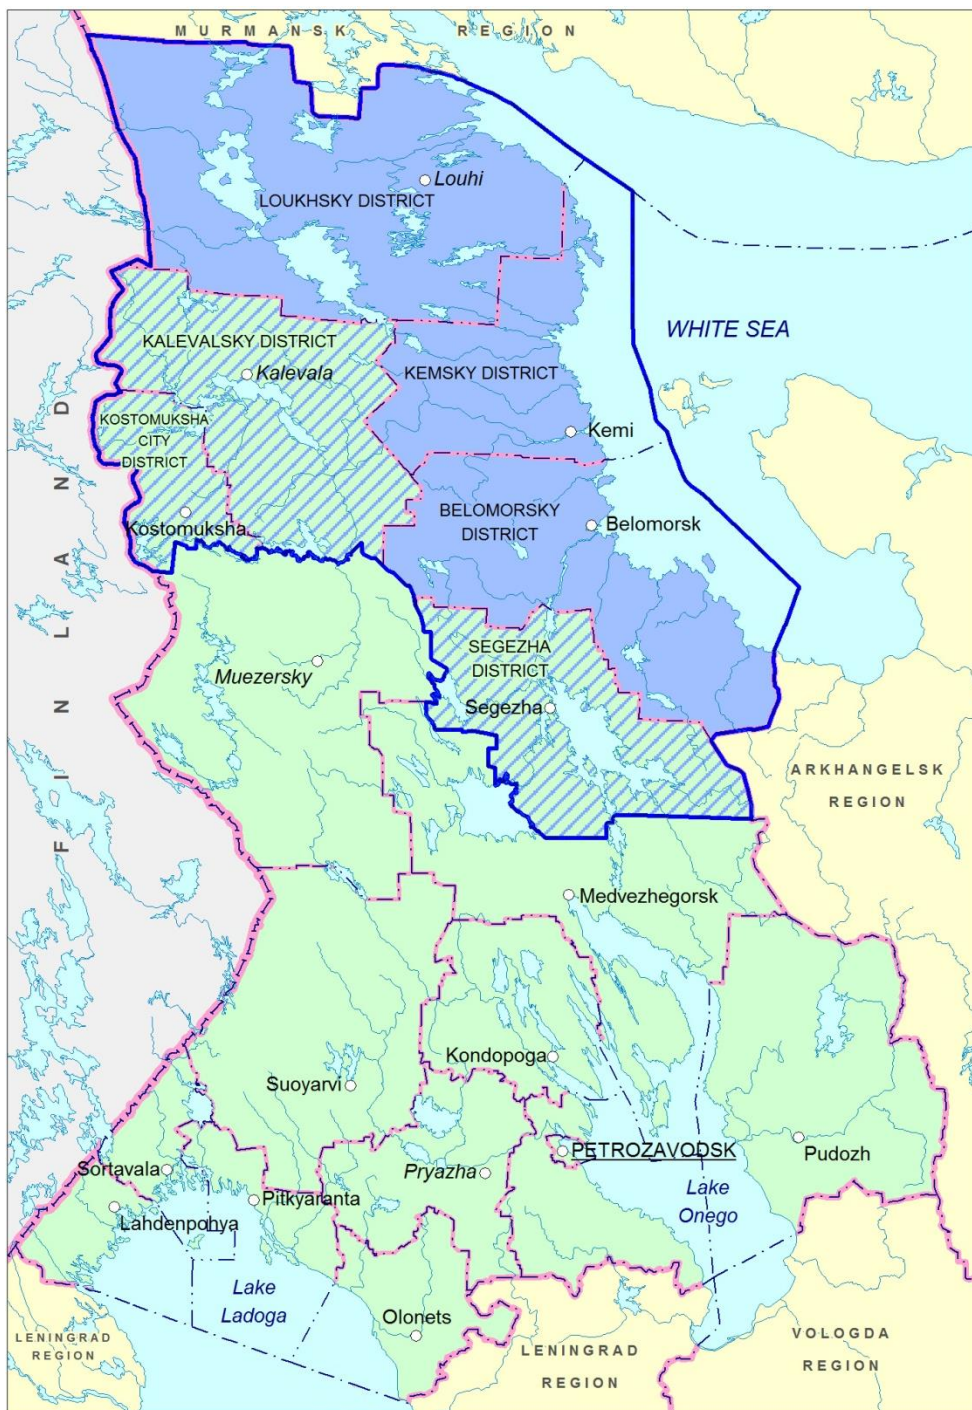 MURMANSK REGION
Louhi
LOUKHSKY DISTRICT
WHITE SEA
KALEVALSKY DISTRICT
KEMSKY DISTRICT
Kalevala
KOSTOMUKSHA
CITY
DISTRICT
Kemi
FINLAND
BELOMORSKY
DISTRICT
Belomorsk
Kostomuksha
SEGEZHA
DISTRICT
Muezersky
Segezha
ARKHANGELSK
REGION
Medvezhegorsk
Kondopoga
Suoyarvi
PETROZAVODSK
Pudozh
Sortavala
Pryazha
Lake
Onego
Pitkyaranta
Lahdenpohya
Lake
Ladoga
Olonets
LENINGRAD
REGION
LENINGRAD
REGION
VOLOGDA
REGION